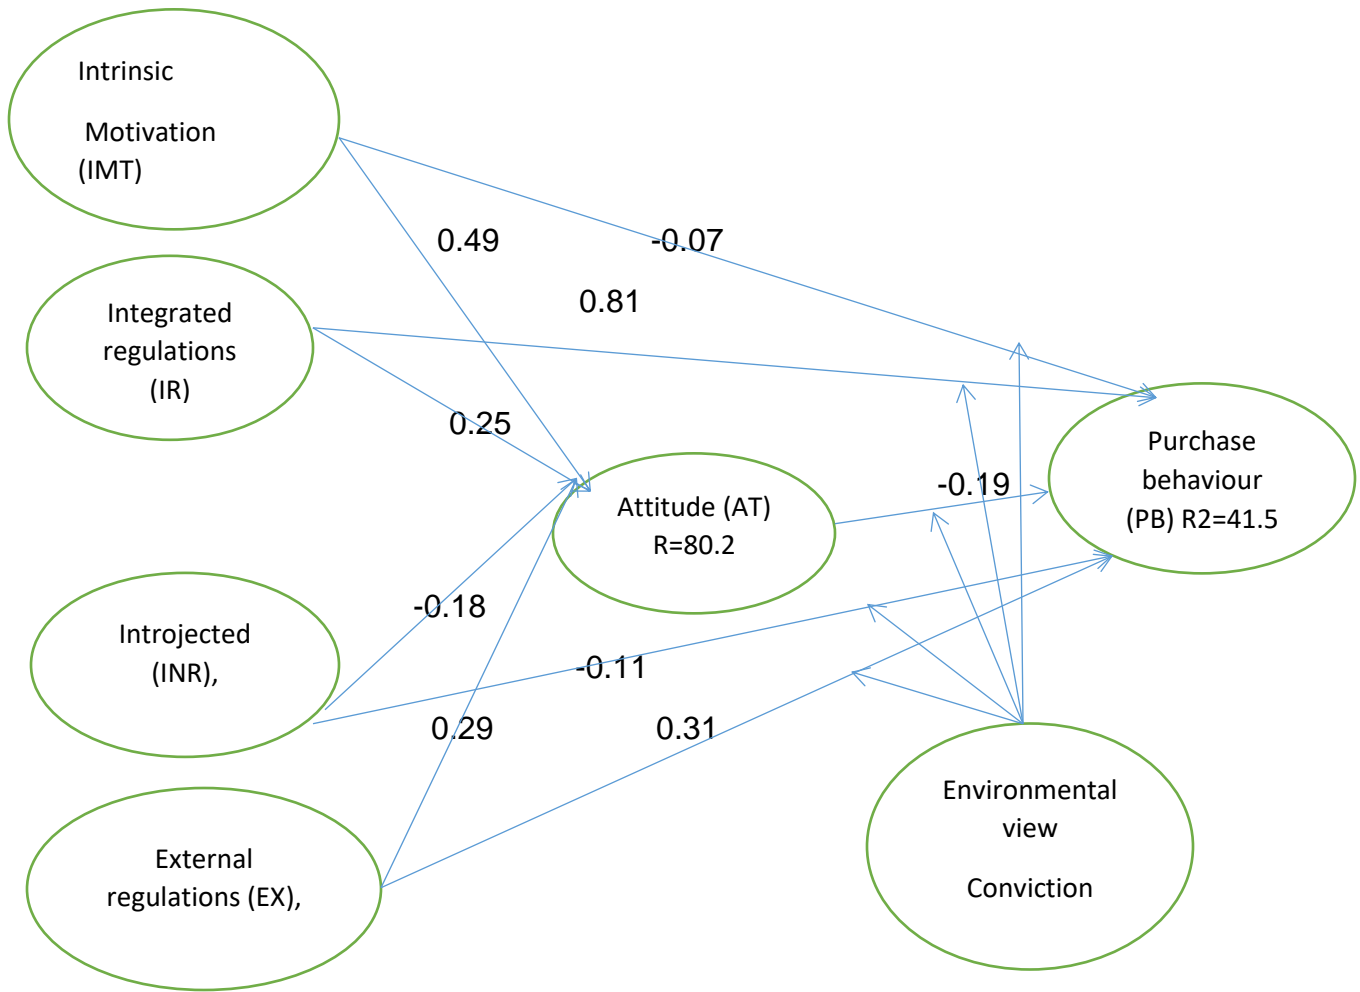 Intrinsic
Motivation
(IMT)
0.49
-0.07
0.81
Integrated
regulations
(IR)
0.25
Attitude (AT)
R=80.2
-0.19
Purchase
behaviour
(PB) R2=41.5
-0.18
Introjected
(INR),
-0.11
0.29
0.31
External
regulations (EX),
Environmental
view
Conviction